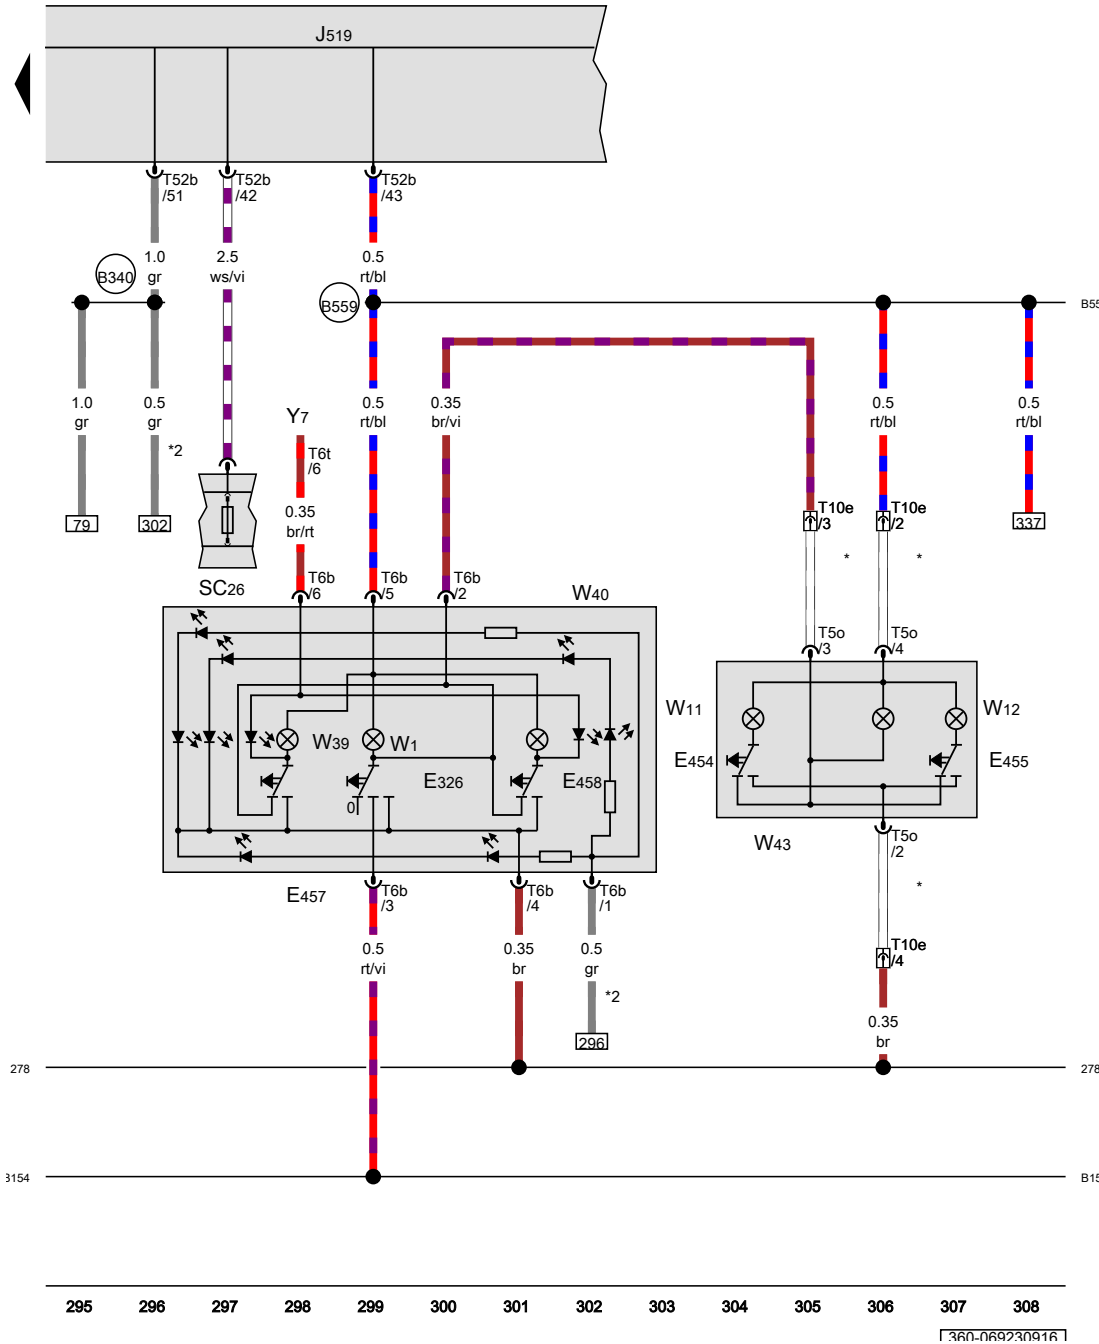 J519
T52b
/51
T52b
/42
T52b
/43
B340
1.0
gr
2.5
ws/vi
0.5
rt/bl
B559
1.0
gr
0.5
gr
*2
Y7
T6t
/6
0.5
rt/bl
0.35
br/vi
0.5
rt/bl
0.5
rt/bl
79
302
0.35
br/rt
T10e
/3
T10e
/2
337
*
*
SC26
T6b
/6
T6b
/5
T6b
/2
W40
T5o
/3
T5o
/4
W39
W1
E326
E458
0
W11
W12
E454
E455
W43
E457
T6b
/3
T6b
/4
T6b
/1
T5o
/2
*
0.5
rt/vi
0.35
br
0.5
gr
*2
296
T10e
/4
0.35
br
278
278
295 296 297 298 299 300 301 302 303 304 305 306 307 308
360-069230916